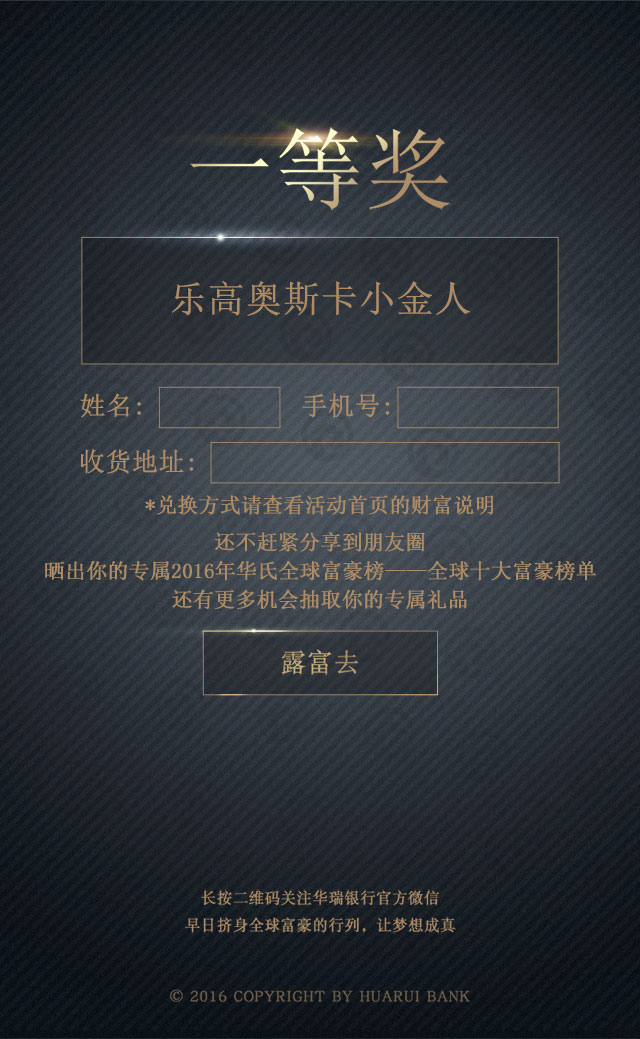 一等奖
乐高奥斯卡小金人
姓名: 手机号:
收货地址:
*兑换方式请查看活动首页的财富说明
还不赶紧分享到朋友圈
晒出你的专属2016年华氏全球富豪榜——全球十大富豪榜单
还有更多机会抽取你的专属礼品
露富去
长按二维码关注华瑞银行官方微信
早日挤身全球富豪的行列，让梦想成真
© 2016 COPYRIGHT BY HUARUI BANK